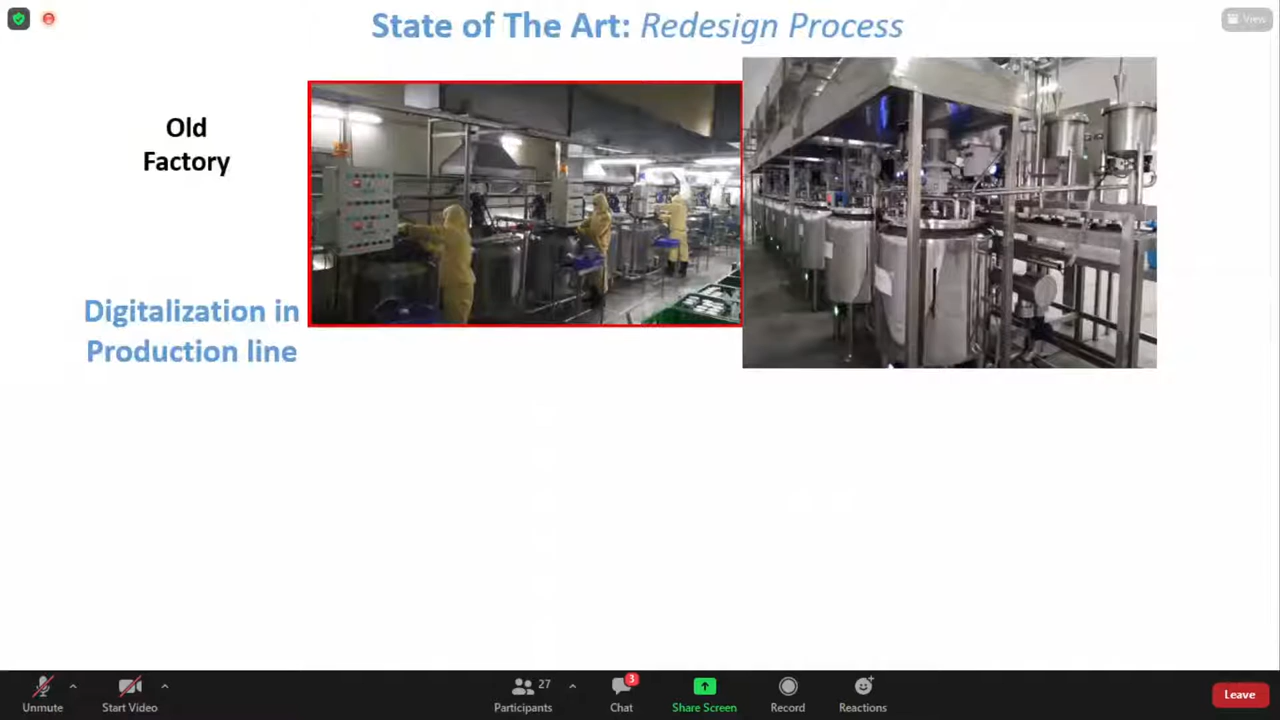 View
State of The Art: Redesign Process
Old
Factory
Digitalization in
Production line
27
3
Unmute
Start Video
Participants
Chat
Share Screen
Record
Reactions
Leave